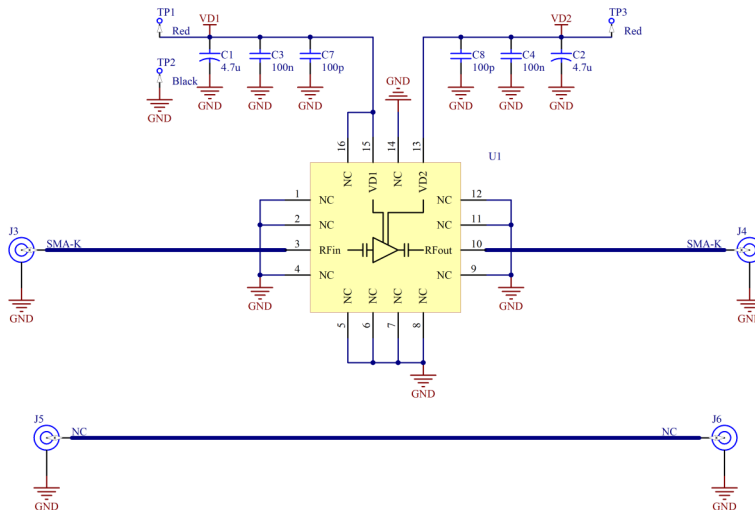 TP1
Red
VD1
C1
4.7u
C3
100n
C7
100p
TP2
Black
GND
GND
GND
GND
VD2
TP3
Red
C8
100p
C4
100n
C2
4.7u
GND
GND
GND
GND
U1
16
15
14
13
NC
VD1
NC
VD2
1
NC
2
NC
3
RFin
4
NC
NC
12
NC
11
RFout
10
NC
9
NC
NC
NC
NC
5
6
7
8
GND
GND
GND
J3
SMA-K
GND
J4
SMA-K
GND
J5
NC
GND
J6
NC
GND